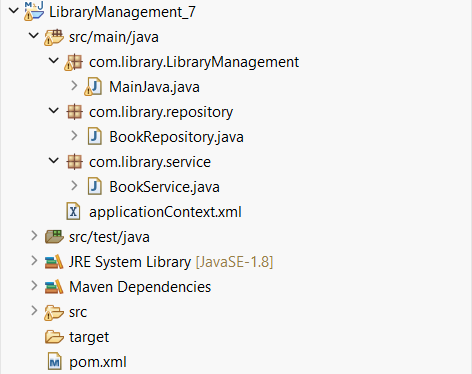 LibraryManagement_7
src/main/java
com.library.LibraryManagement
MainJava.java
com.library.repository
BookRepository.java
com.library.service
BookService.java
applicationContext.xml
src/test/java
JRE System Library [JavaSE-1.8]
Maven Dependencies
src
target
pom.xml